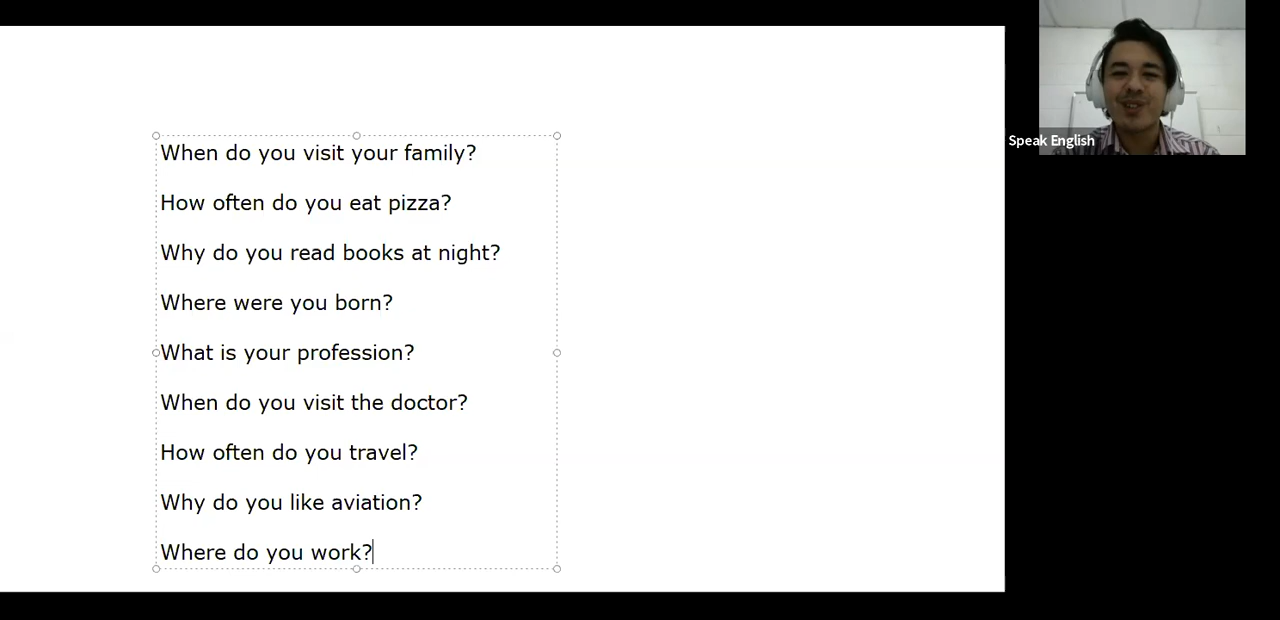 When do you visit your family?
How often do you eat pizza?
Why do you read books at night?
Where were you born?
What is your profession?
When do you visit the doctor?
How often do you travel?
Why do you like aviation?
Where do you work?
Speak English